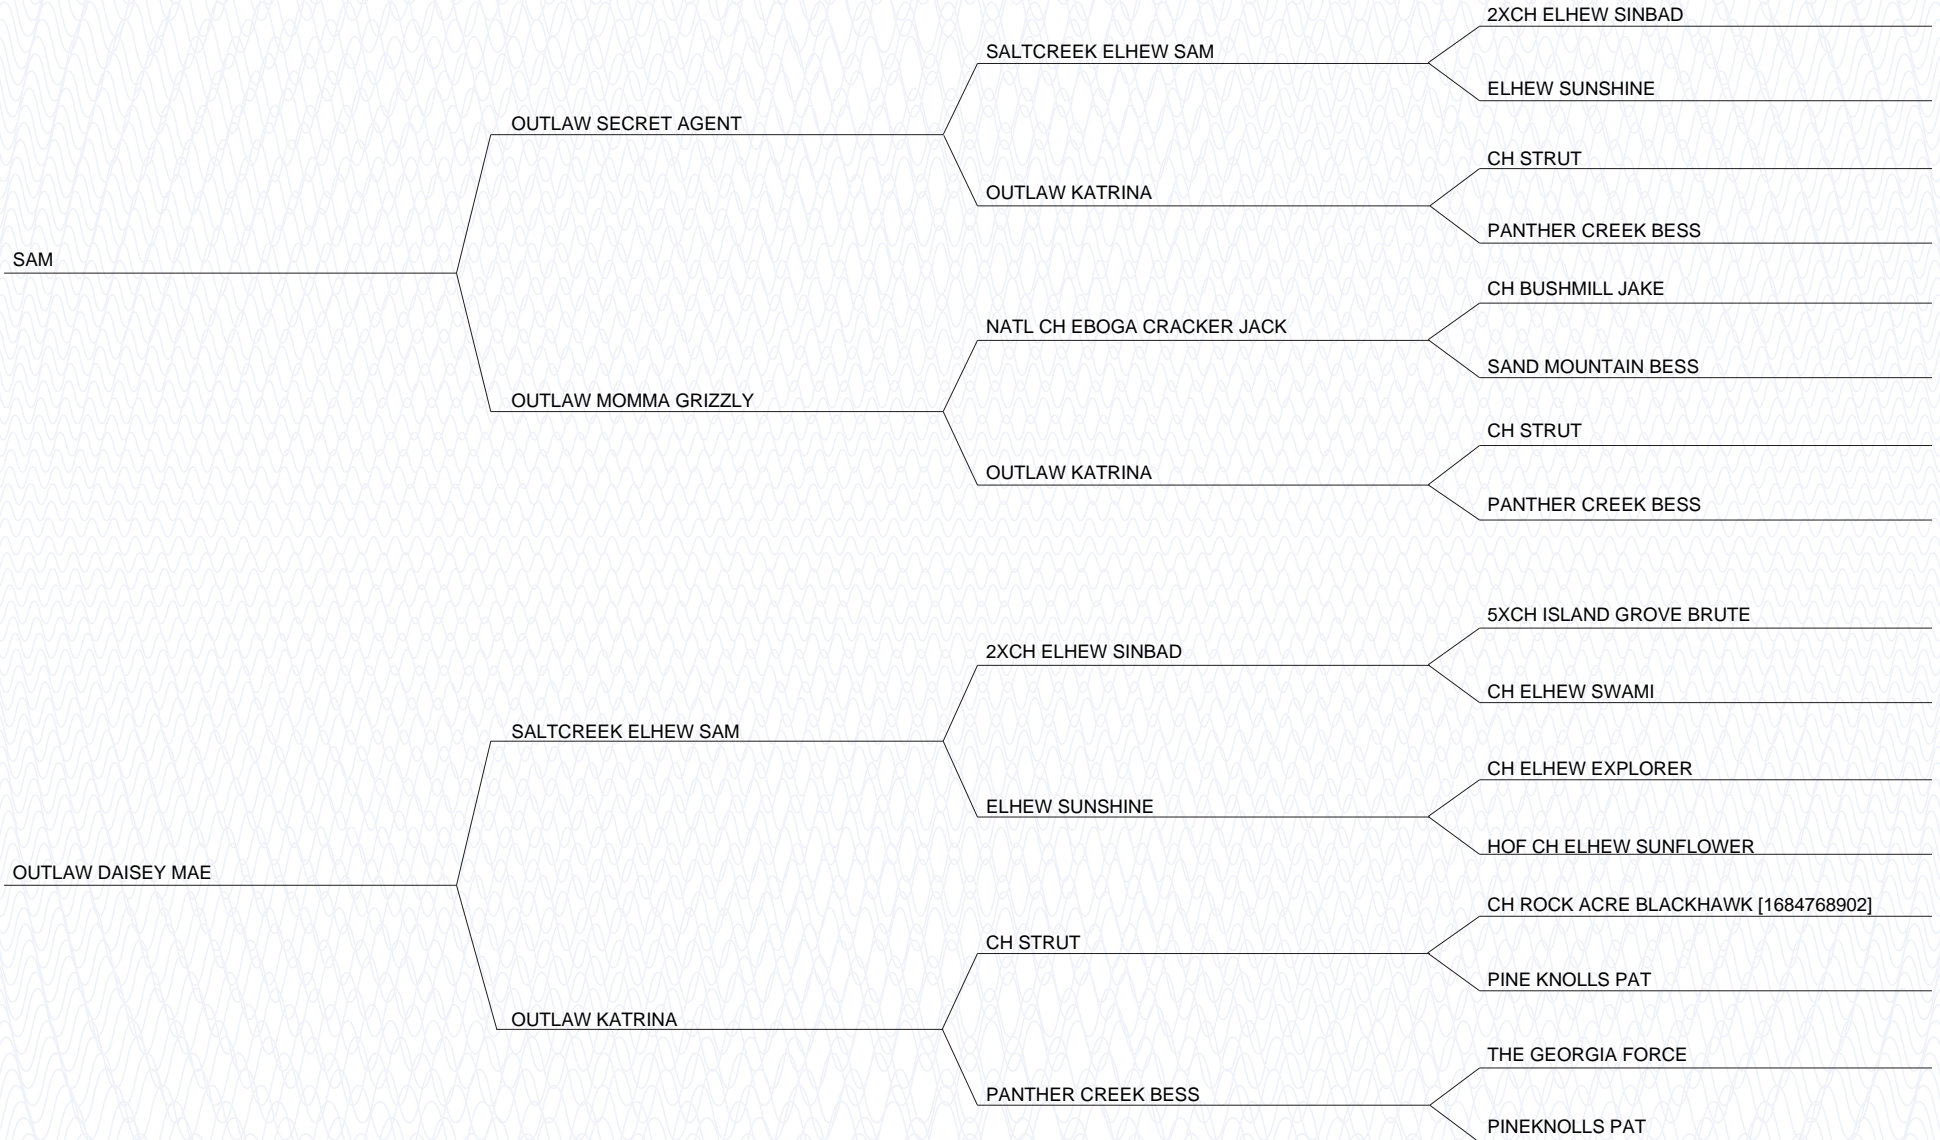 2XCH ELHEW SINBAD
SALTCREEK ELHEW SAM
ELHEW SUNSHINE
OUTLAW SECRET AGENT
CH STRUT
OUTLAW KATRINA
PANTHER CREEK BESS
SAM
CH BUSHMILL JAKE
NATL CH EBOGA CRACKER JACK
SAND MOUNTAIN BESS
OUTLAW MOMMA GRIZZLY
CH STRUT
OUTLAW KATRINA
PANTHER CREEK BESS
5XCH ISLAND GROVE BRUTE
2XCH ELHEW SINBAD
CH ELHEW SWAMI
SALTCREEK ELHEW SAM
CH ELHEW EXPLORER
ELHEW SUNSHINE
HOF CH ELHEW SUNFLOWER
OUTLAW DAISEY MAE
CH ROCK ACRE BLACKHAWK [1684768902]
CH STRUT
PINE KNOLLS PAT
OUTLAW KATRINA
THE GEORGIA FORCE
PANTHER CREEK BESS
PINEKNOLLS PAT